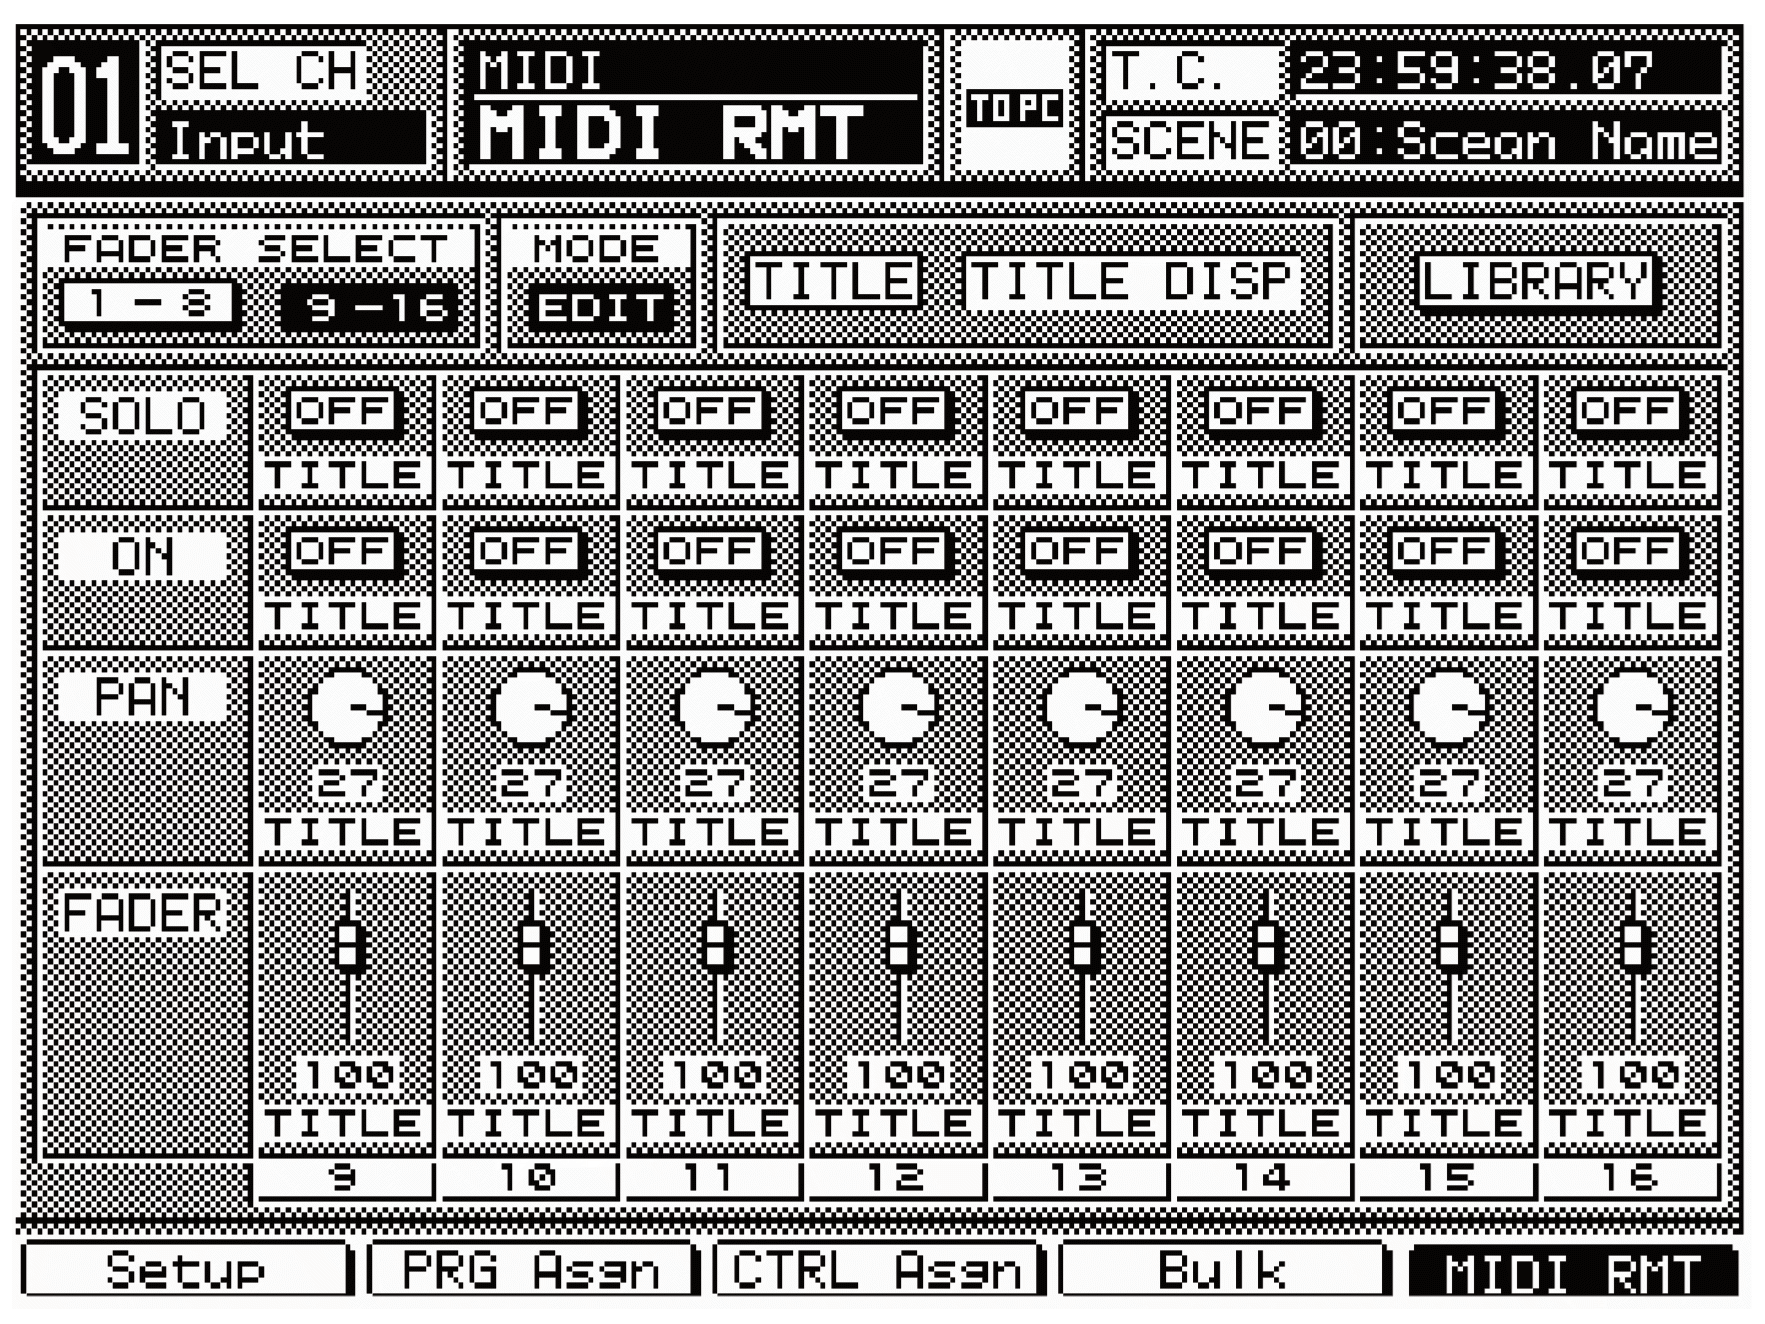 01 SEL CH MIDI TO PC T.C. 23:59:38.07
Input MIDI RMT SCENE 00:Scean Name
FADER SELECT MODE TITLE TITLE DISP LIBRARY
1-8 9-16 EDIT
SOLO OFF OFF OFF OFF OFF OFF OFF OFF
TITLE TITLE TITLE TITLE TITLE TITLE TITLE TITLE
ON OFF OFF OFF OFF OFF OFF OFF OFF
TITLE TITLE TITLE TITLE TITLE TITLE TITLE TITLE
PAN
27 27 27 27 27 27 27 27
TITLE TITLE TITLE TITLE TITLE TITLE TITLE TITLE
FADER
100 100 100 100 100 100 100 100
TITLE TITLE TITLE TITLE TITLE TITLE TITLE TITLE
9 10 11 12 13 14 15 16
Setup PRG Asgn CTRL Asgn Bulk MIDI RMT